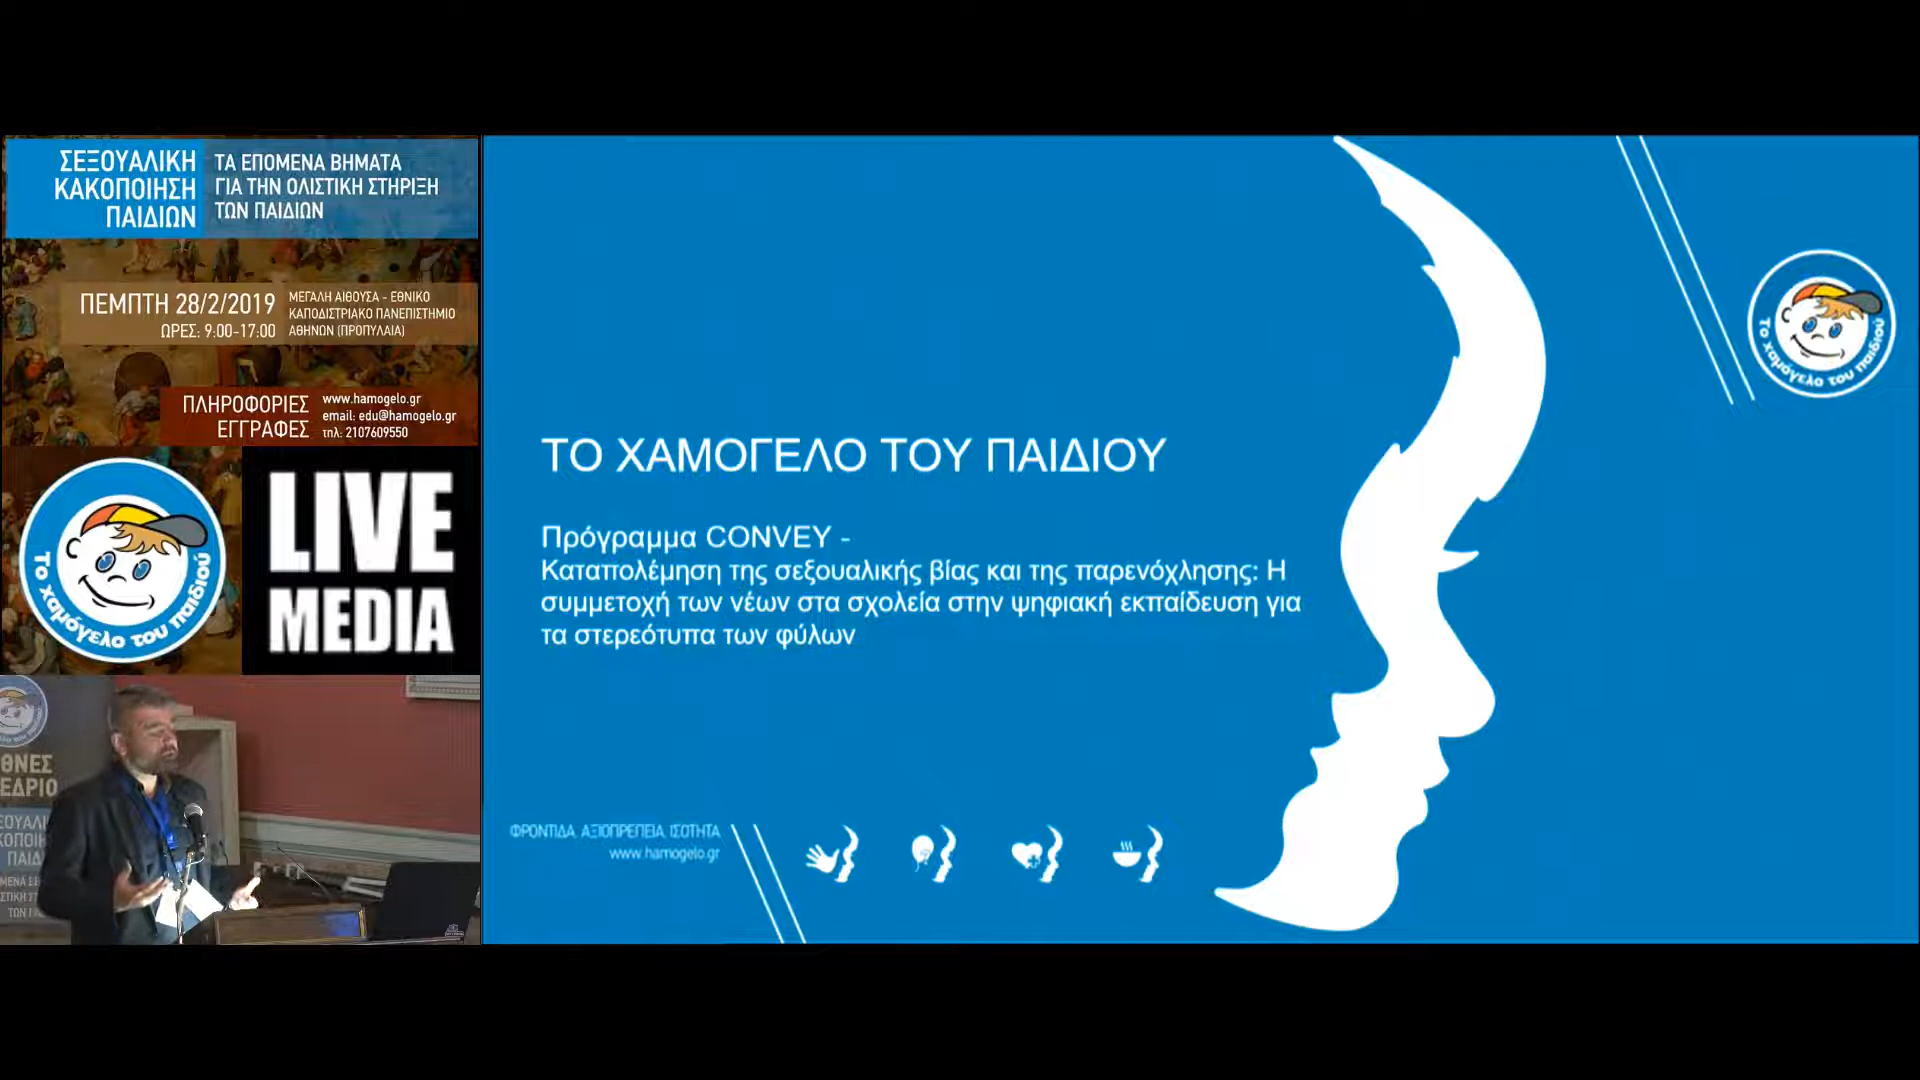 ΣΕΞΟΥΑΛΙΚΗ
ΚΑΚΟΠΟΙΗΣΗ
ΠΑΙΔΙΩΝ
ΤΑ ΕΠΟΜΕΝΑ ΒΗΜΑΤΑ
ΓΙΑ ΤΗΝ ΟΛΙΣΤΙΚΗ ΣΤΗΡΙΞΗ
ΤΩΝ ΠΑΙΔΙΩΝ
ΠΕΜΠΤΗ 28/2/2019
ΩΡΕΣ: 9:00-17:00
ΜΕΓΑΛΗ ΑΙΘΟΥΣΑ - ΕΘΝΙΚΟ
ΚΑΠΟΔΙΣΤΡΙΑΚΟ ΠΑΝΕΠΙΣΤΗΜΙΟ
ΑΘΗΝΩΝ (ΠΡΟΠΥΛΑΙΑ)
ΠΛΗΡΟΦΟΡΙΕΣ
ΕΓΓΡΑΦΕΣ
www.hamogelo.gr
email: edu@hamogelo.gr
τηλ: 2107609550
Το χαμόγελο του παιδιού
LIVE
MEDIA
ΘΝΕΣ
ΕΔΡΙΟ
ΤΟ ΧΑΜΟΓΕΛΟ ΤΟΥ ΠΑΙΔΙΟΥ
Πρόγραμμα CONVEY -
Καταπολέμηση της σεξουαλικής βίας και της παρενόχλησης: Η
συμμετοχή των νέων στα σχολεία στην ψηφιακή εκπαίδευση για
τα στερεότυπα των φύλων
ΦΡΟΝΤΙΔΑ. ΑΞΙΟΠΡΕΠΕΙΑ. ΙΣΟΤΗΤΑ
www.hamogelo.gr
Το χαμόγελο του παιδιού